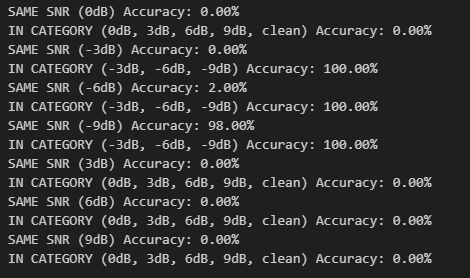 SAME SNR (0dB) Accuracy: 0.00%
IN CATEGORY (0dB, 3dB, 6dB, 9dB, clean) Accuracy: 0.00%
SAME SNR (-3dB) Accuracy: 0.00%
IN CATEGORY (-3dB, -6dB, -9dB) Accuracy: 100.00%
SAME SNR (-6dB) Accuracy: 2.00%
IN CATEGORY (-3dB, -6dB, -9dB) Accuracy: 100.00%
SAME SNR (-9dB) Accuracy: 98.00%
IN CATEGORY (-3dB, -6dB, -9dB) Accuracy: 100.00%
SAME SNR (3dB) Accuracy: 0.00%
IN CATEGORY (0dB, 3dB, 6dB, 9dB, clean) Accuracy: 0.00%
SAME SNR (6dB) Accuracy: 0.00%
IN CATEGORY (0dB, 3dB, 6dB, 9dB, clean) Accuracy: 0.00%
SAME SNR (9dB) Accuracy: 0.00%
IN CATEGORY (0dB, 3dB, 6dB, 9dB, clean) Accuracy: 0.00%